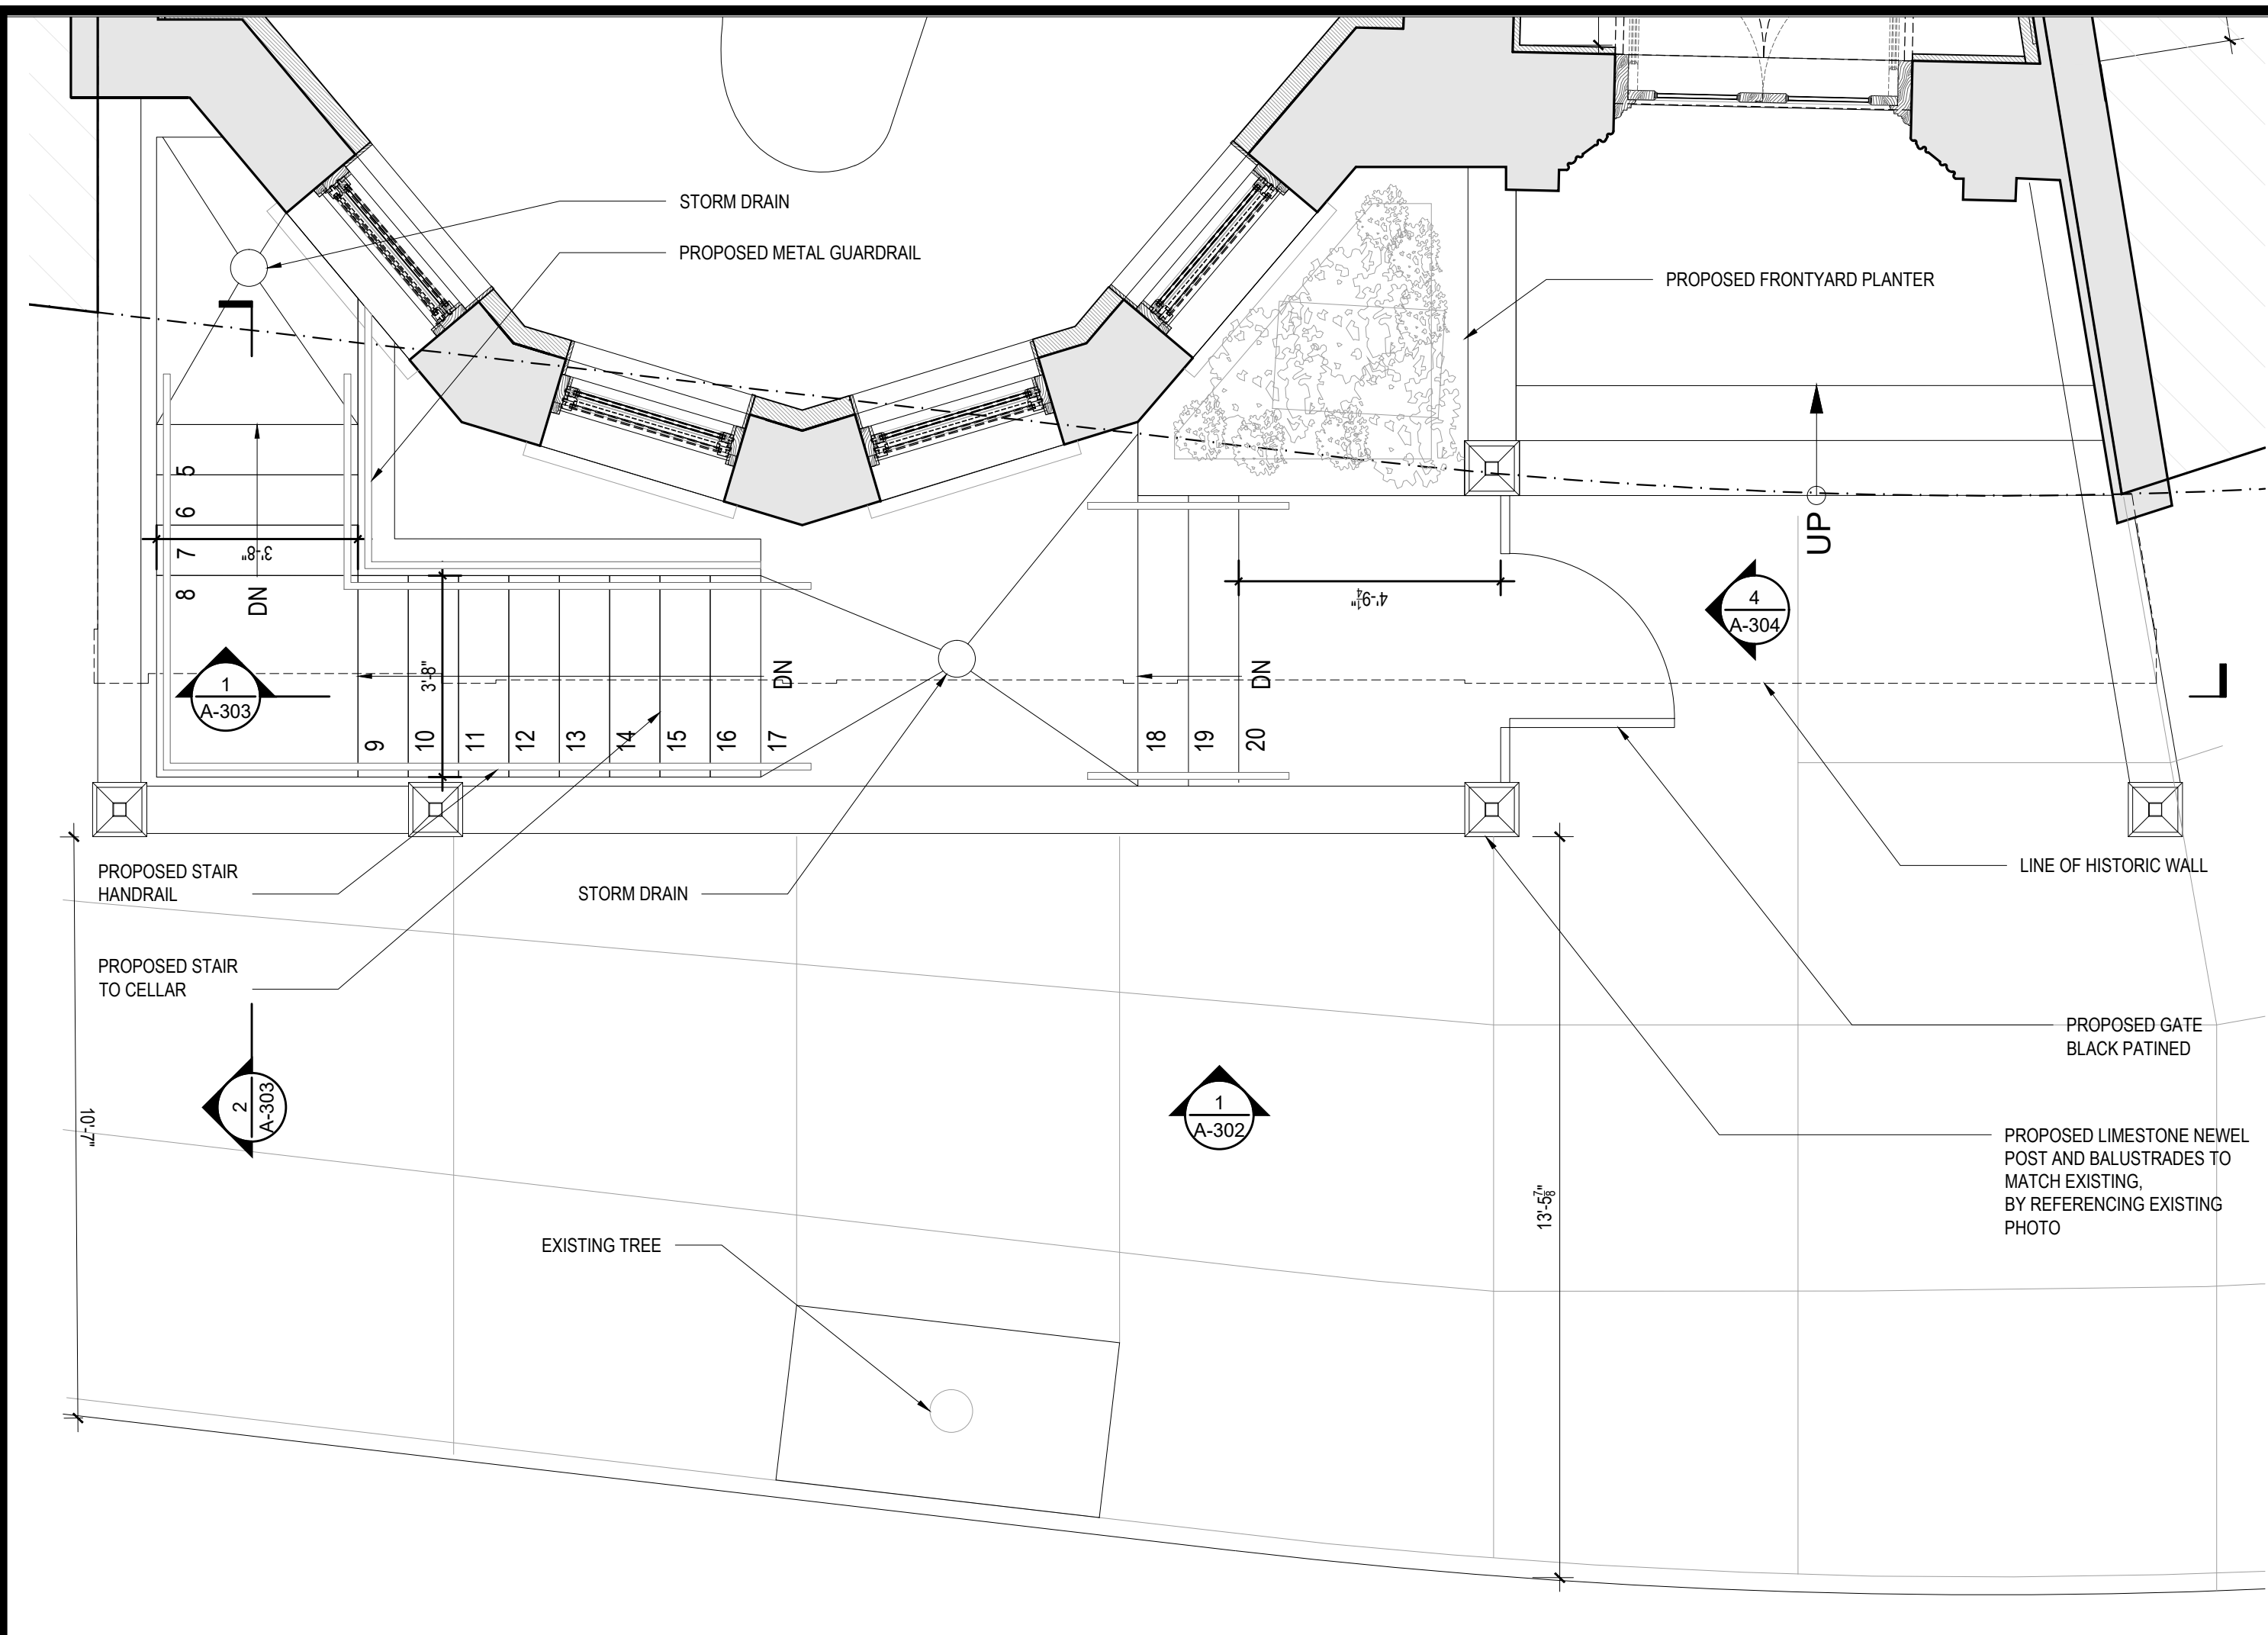 STORM DRAIN
PROPOSED METAL GUARDRAIL
PROPOSED FRONTYARD PLANTER
5
6
7
8
3'-8"
DN
UP
4'-9¼"
4
A-304
1
A-303
3'-8"
DN
DN
9
10
11
12
13
14
15
16
17
18
19
20
PROPOSED STAIR
HANDRAIL
STORM DRAIN
LINE OF HISTORIC WALL
PROPOSED STAIR
TO CELLAR
PROPOSED GATE
BLACK PATINED
10'-7"
2
A-303
1
A-302
PROPOSED LIMESTONE NEWEL
POST AND BALUSTRADES TO
MATCH EXISTING,
BY REFERENCING EXISTING
PHOTO
13'-5⅞"
EXISTING TREE